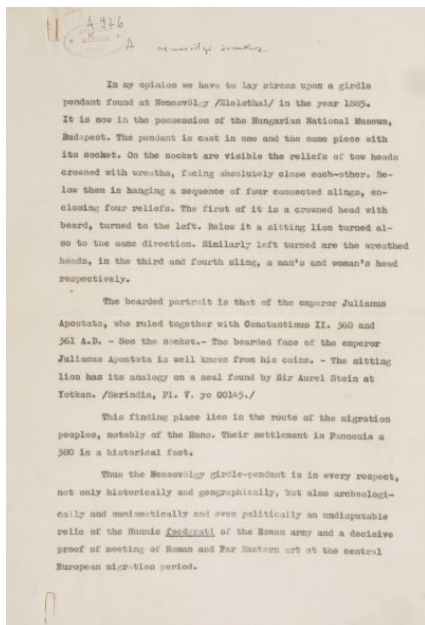 A 926
A
In my opinion we have to lay stress upon a girdle
pendant found at Nemesvölgy /Edelsthal/ in the year 1885.
It is now in the possession of the Hungarian National Museum,
Budapest. The pendant is cast in one and the same piece with
its socket. On the socket are visible the reliefs of tow heads
crowned with wreaths, facing absolutely close each-other. Be-
low them is hanging a sequence of four connected slings, en-
closing four reliefs. The first of it is a crowned head with
beard, turned to the left. Below it a sitting lion turned al-
so to the same direction. Similarly left turned are the wreathed
heads, in the third and fourth sling, a man's and woman's head
respectively.
The bearded portrait is that of the emperor Julianus
Apostata, who ruled together with Constantinus II. 360 and
361 A.D. - See the socket.- The bearded face of the emperor
Julianus Apostata is well known from his coins. - The sitting
lion has its analogy on a seal found by Sir Aurel Stein at
Yotkan. /Serindia, Pl. V. yo 00145./
This finding place lies in the route of the migration
peoples, notably of the Huns. Their settlement in Pannonia a
380 is a historical fact.
Thus the Nemesvölgy girdle-pendant is in every respect,
not only historically and geographically, but also archeologi-
cally and numismatically and even politically an undisputable
relic of the Hunnic foederati of the Roman army and a decisive
proof of meeting of Roman and Far Eastern art at the central
European migration period.